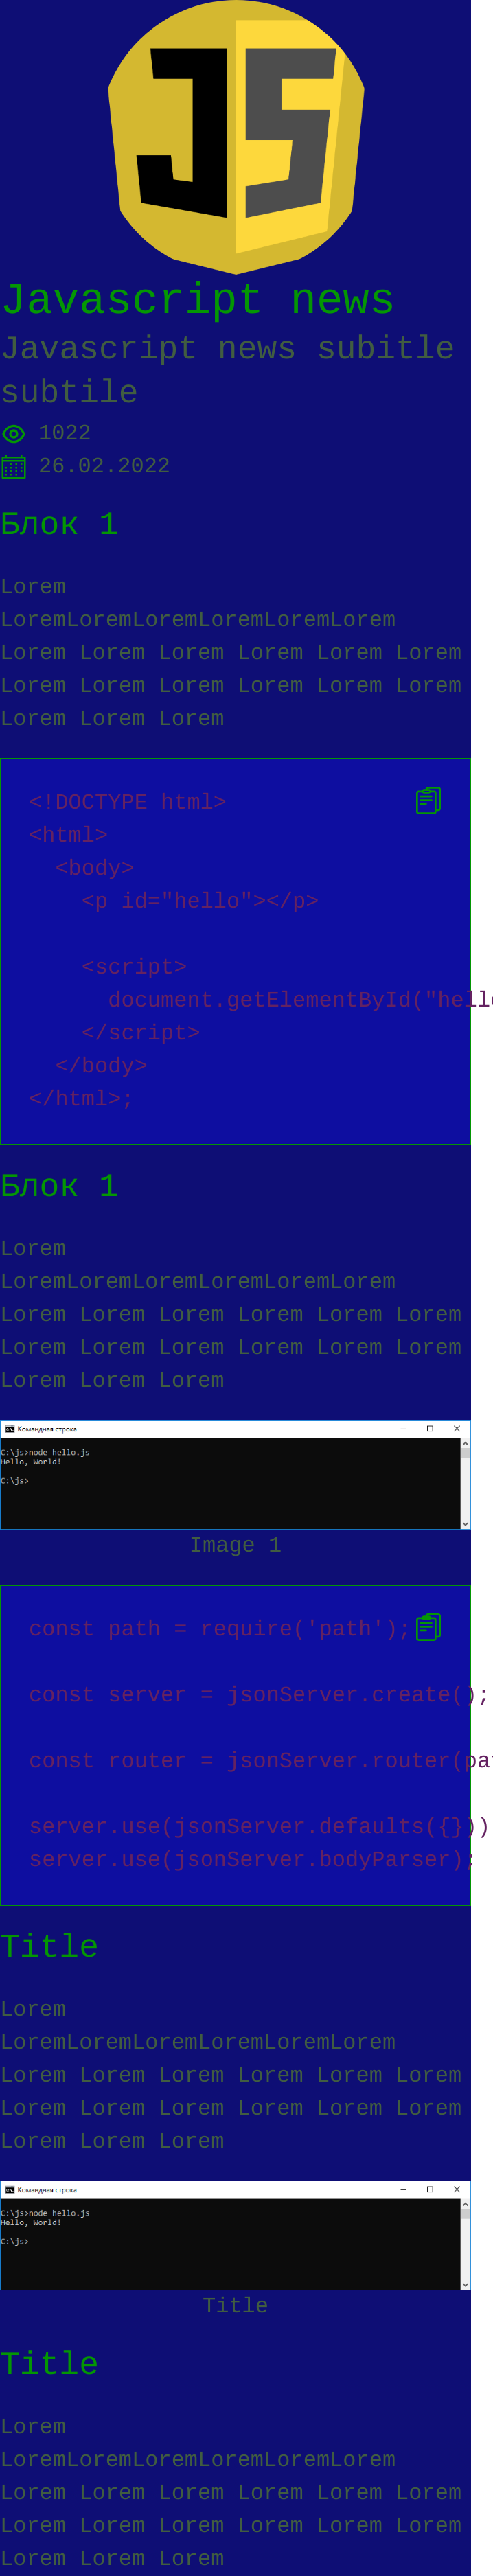 JS
Javascript news
Javascript news subitle
subtile
1022
26.02.2022
Блок 1
Lorem
LoremLoremLoremLoremLoremLorem
Lorem Lorem Lorem Lorem Lorem Lorem
Lorem Lorem Lorem Lorem Lorem Lorem
Lorem Lorem Lorem
<!DOCTYPE html>
<html>
  <body>
    <p id="hello"></p>
    <script>
      document.getElementById("hello
    </script>
  </body>
</html>;
Блок 1
Lorem
LoremLoremLoremLoremLoremLorem
Lorem Lorem Lorem Lorem Lorem Lorem
Lorem Lorem Lorem Lorem Lorem Lorem
Lorem Lorem Lorem
Командная строка
C:\js>node hello.js
Hello, World!
C:\js>
Image 1
const path = require('path');
const server = jsonServer.create();
const router = jsonServer.router(pat
server.use(jsonServer.defaults({}))
server.use(jsonServer.bodyParser);
Title
Lorem
LoremLoremLoremLoremLoremLorem
Lorem Lorem Lorem Lorem Lorem Lorem
Lorem Lorem Lorem Lorem Lorem Lorem
Lorem Lorem Lorem
Командная строка
C:\js>node hello.js
Hello, World!
C:\js>
Title
Title
Lorem
LoremLoremLoremLoremLoremLorem
Lorem Lorem Lorem Lorem Lorem Lorem
Lorem Lorem Lorem Lorem Lorem Lorem
Lorem Lorem Lorem